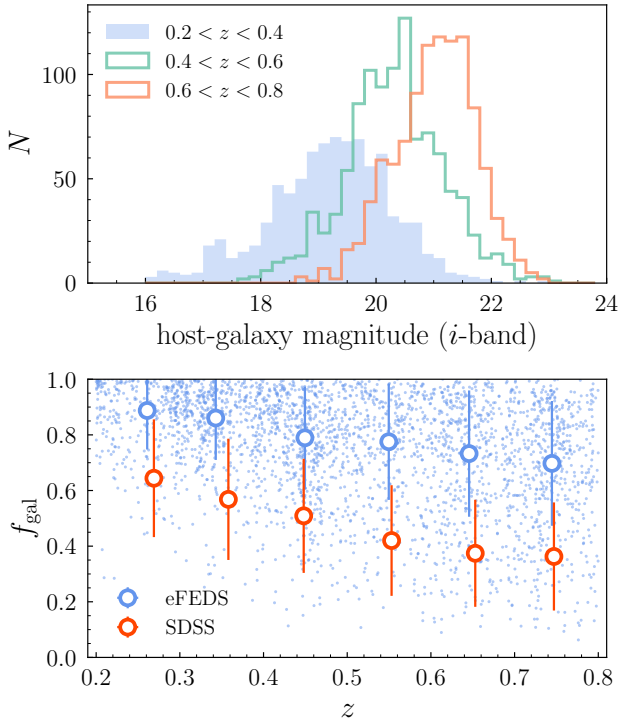 0.2 < z < 0.4
0.4 < z < 0.6
0.6 < z < 0.8
N
100
50
0
16 18 20 22 24
host-galaxy magnitude (i-band)
1.0
0.8
0.6
0.4
0.2
0.0
f_gal
eFEDS
SDSS
0.2 0.3 0.4 0.5 0.6 0.7 0.8
z